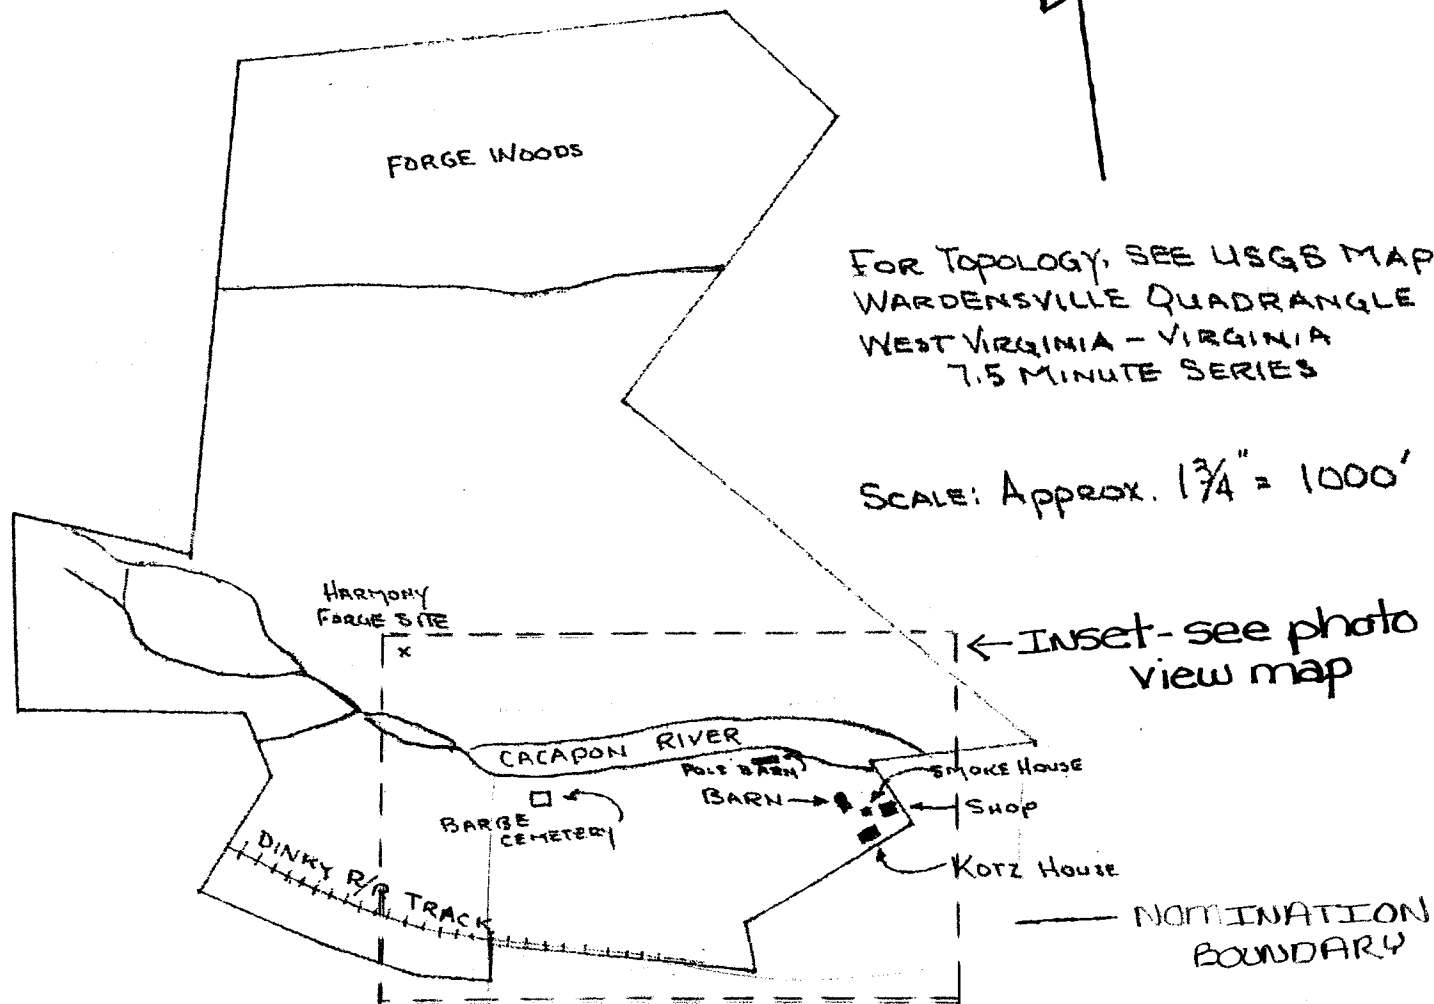 FORGE WOODS
FOR TOPOLOGY, SEE USGS MAP
WARDENSVILLE QUADRANGLE
WEST VIRGINIA - VIRGINIA
7.5 MINUTE SERIES
SCALE: APPROX. 1 3/4" = 1000'
HARMONY
FORGE SITE
x
← INSET - see photo
view map
CACAPON RIVER
POLE BARN
SMOKE HOUSE
BARN
SHOP
BARBE
CEMETERY
KOTZ HOUSE
DINKY R/R TRACK
NOMINATION
BOUNDARY